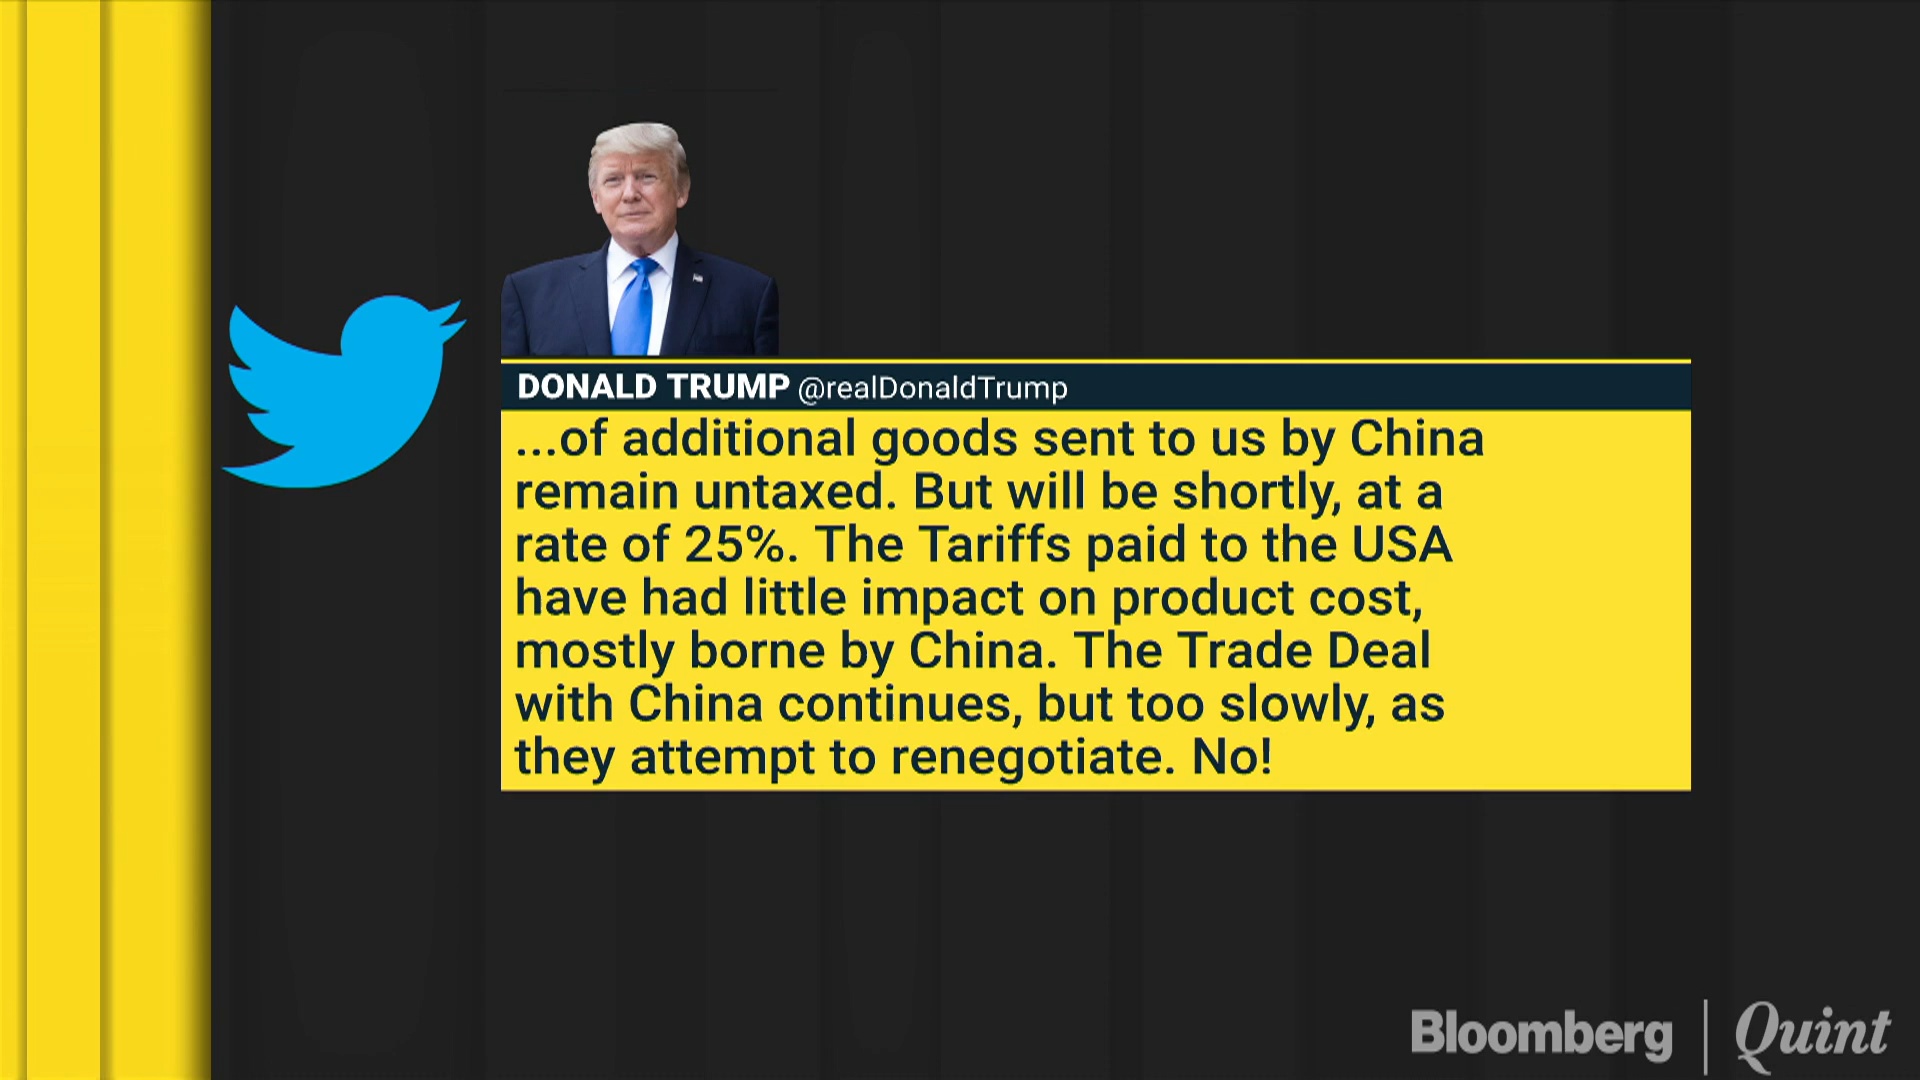 DONALD TRUMP @realDonaldTrump
...of additional goods sent to us by China
remain untaxed. But will be shortly, at a
rate of 25%. The Tariffs paid to the USA
have had little impact on product cost,
mostly borne by China. The Trade Deal
with China continues, but too slowly, as
they attempt to renegotiate. No!
Bloomberg | Quint